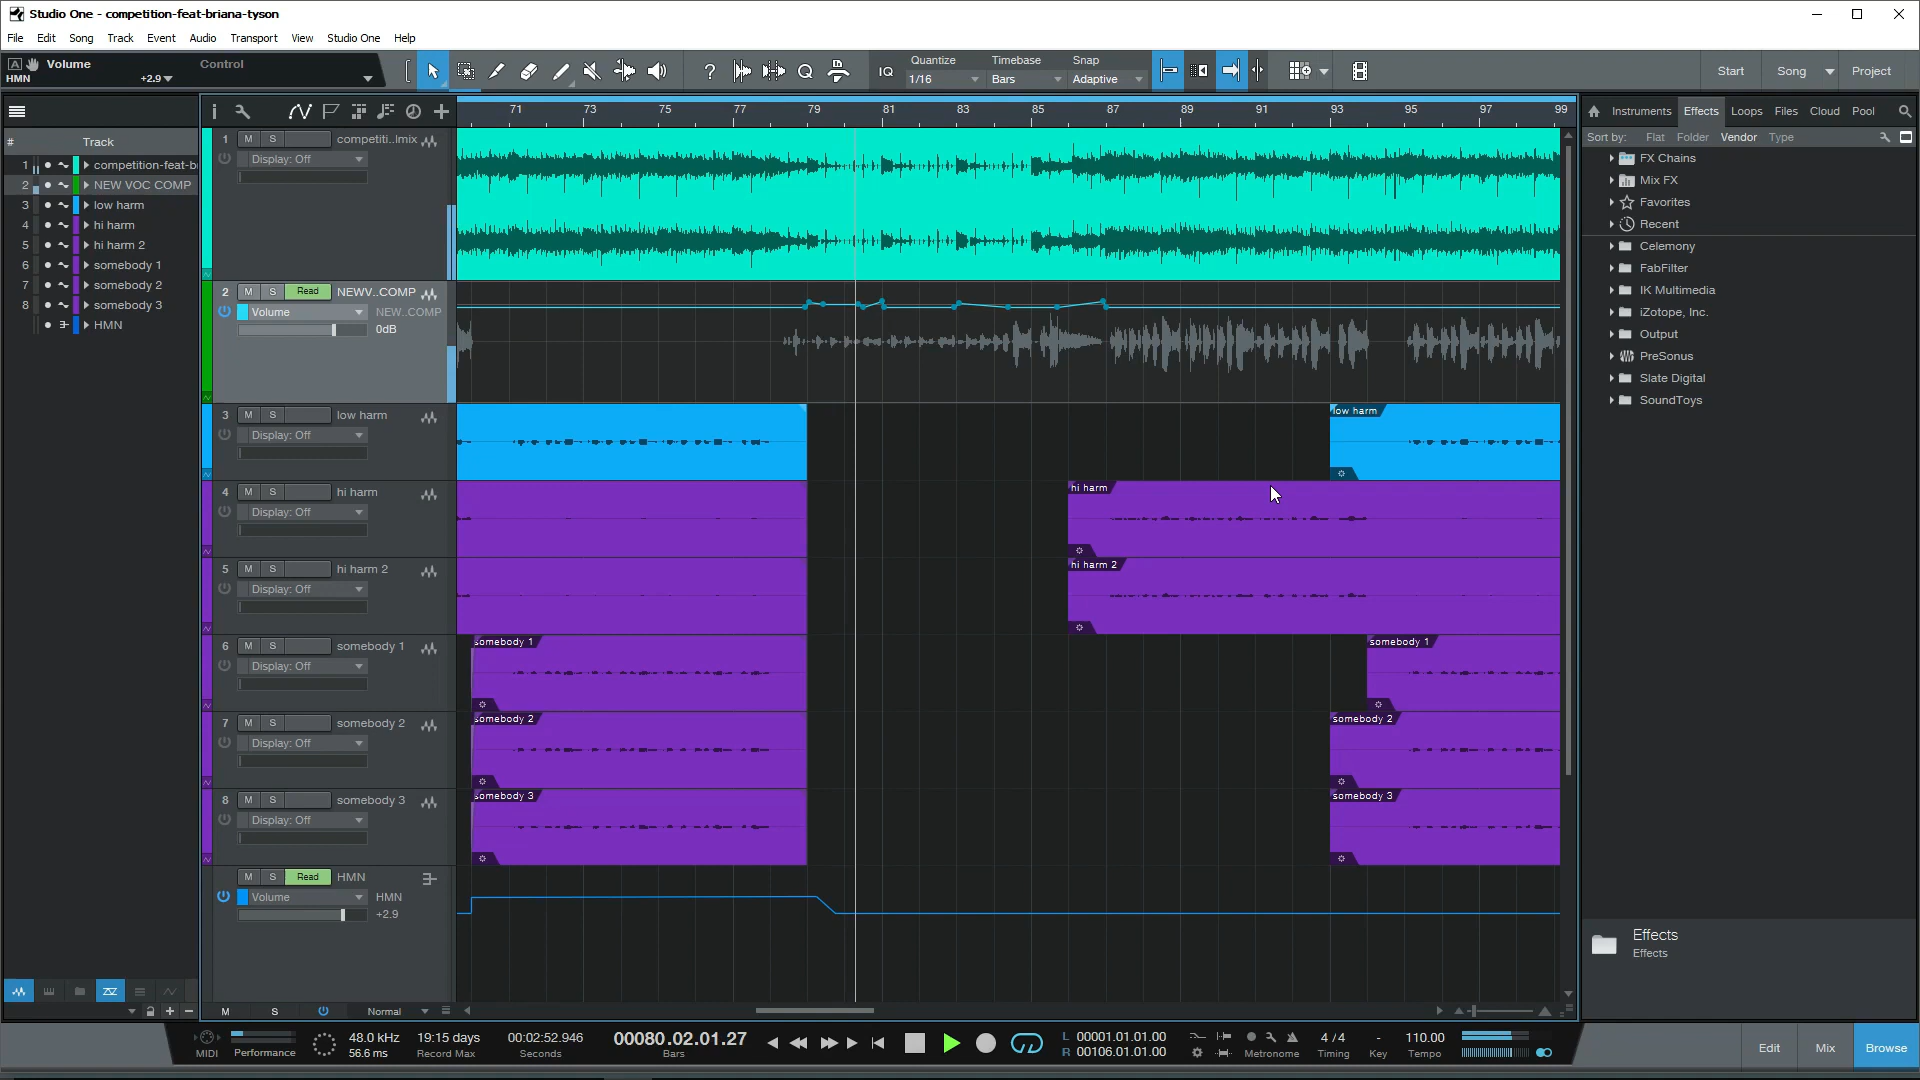 Studio One - competition-feat-briana-tyson
File Edit Song Track Event Audio Transport View Studio One Help
Volume Control
HMN +2.9
Quantize Timebase Snap
IQ 1/16 Bars Adaptive
Start Song Project
# Track
1 competition-feat-b
2 NEW VOC COMP
3 low harm
4 hi harm
5 hi harm 2
6 somebody 1
7 somebody 2
8 somebody 3
HMN
71 73 75 77 79 81 83 85 87 89 91 93 95 97 99
1 M S competiti..lmix
Display: Off
2 M S Read NEWV..COMP
Volume NEW..COMP
0dB
3 M S low harm
Display: Off
4 M S hi harm
Display: Off
5 M S hi harm 2
Display: Off
6 M S somebody 1
Display: Off
7 M S somebody 2
Display: Off
8 M S somebody 3
Display: Off
M S Read HMN
Volume HMN
+2.9
low harm
hi harm
hi harm 2
somebody 1 somebody 1
somebody 2 somebody 2
somebody 3 somebody 3
M S Normal
Instruments Effects Loops Files Cloud Pool
Sort by: Flat Folder Vendor Type
FX Chains
Mix FX
Favorites
Recent
Celemony
FabFilter
IK Multimedia
iZotope, Inc.
Output
PreSonus
Slate Digital
SoundToys
Effects
Effects
MIDI Performance
48.0 kHz
56.6 ms
19:15 days
Record Max
00:02:52.946
Seconds
00080.02.01.27
Bars
L 00001.01.01.00
R 00106.01.01.00
Metronome
4 / 4
Timing
-
Key
110.00
Tempo
Edit Mix Browse